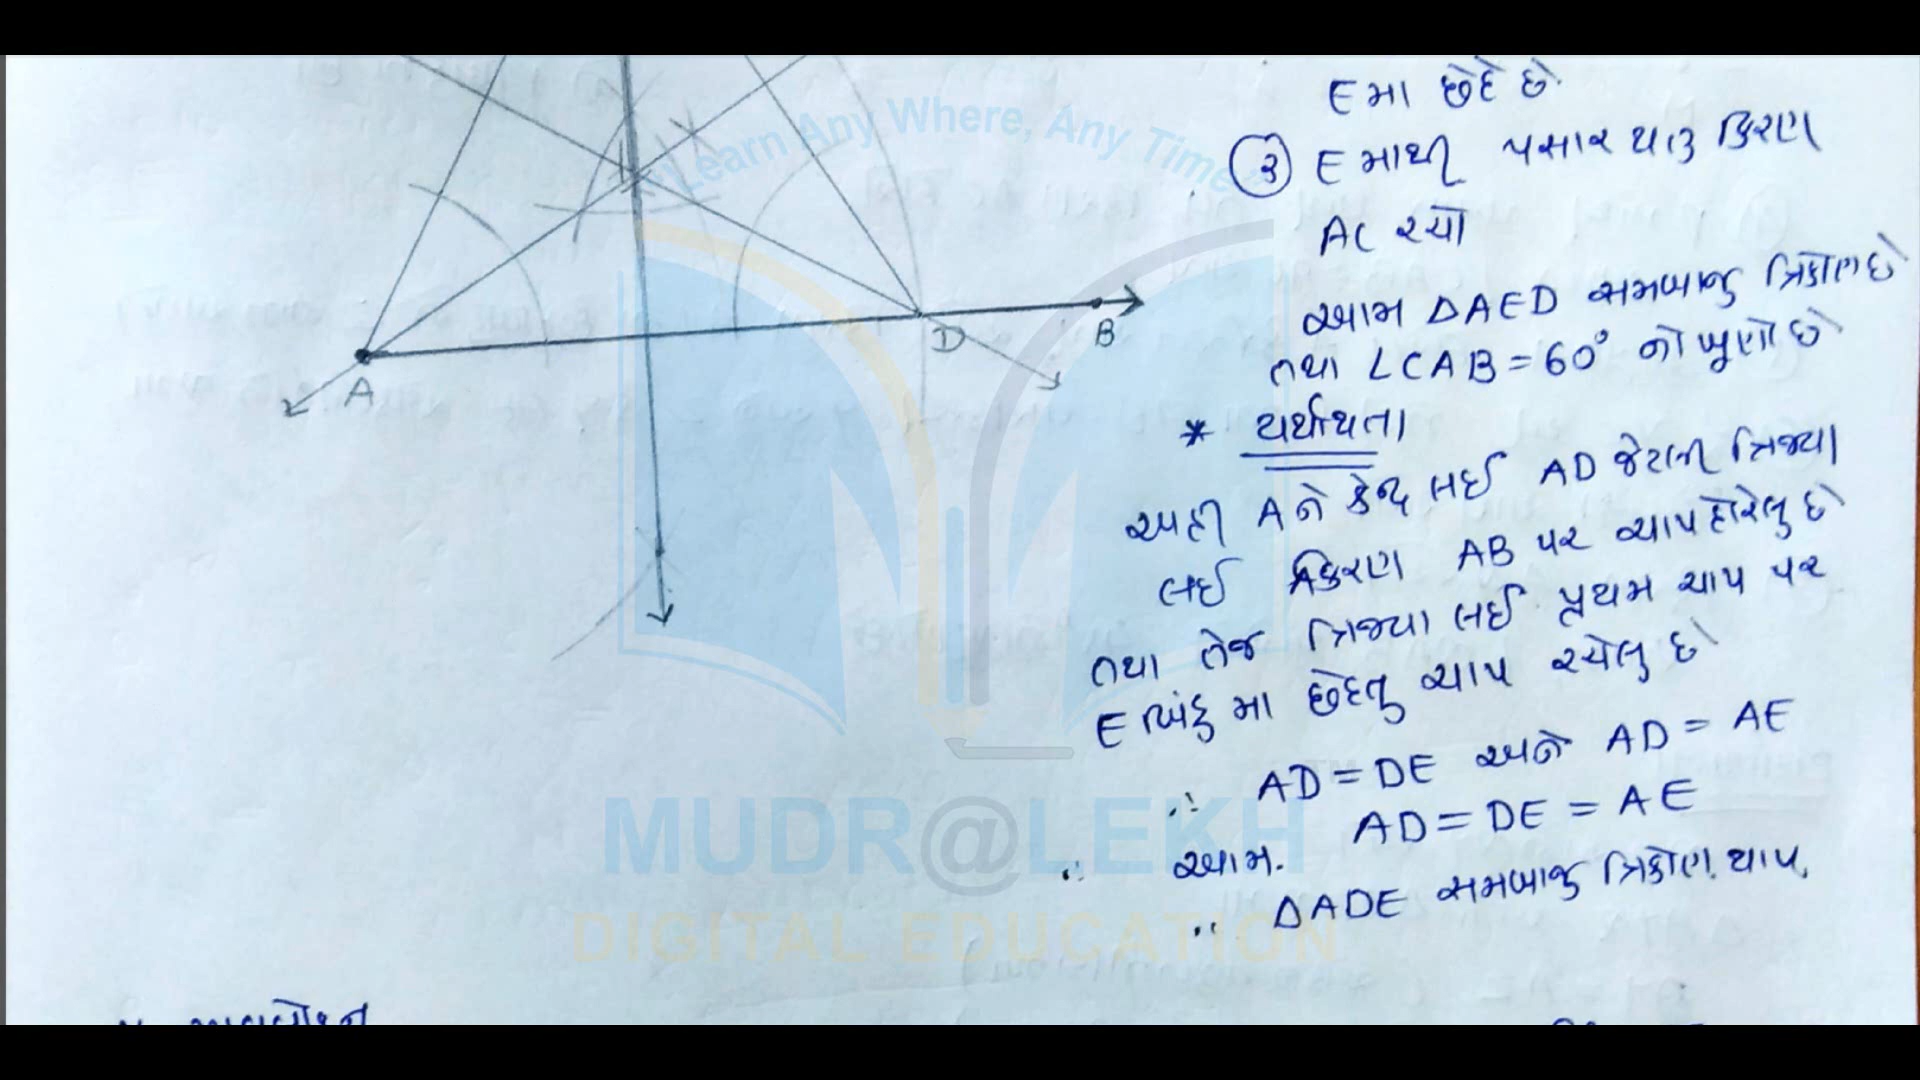 E મા છેદે છે
③ E માથી પસાર થતુ કિરણ
AC રચો
આમ ΔAED સમબાજુ ત્રિકોણ છે
તથા ∠CAB = 60° નો ખુણો છે
* યર્થાથતા
અહી A ને કેન્દ્ર લઈ AD જેટલી ત્રિજ્યા
લઈ કિરણ AB પર ચાપ દોરેલુ છે
તથા તેજ ત્રિજ્યા લઈ પ્રથમ ચાપ પર
E બિંદુ મા છેદતુ ચાપ રચેલુ છે
∴ AD = DE અને AD = AE
∴ આમ. AD = DE = AE
∴ ΔADE સમબાજુ ત્રિકોણ થાય.
A
D
B
"Learn Any Where, Any Time"
MUDR@LEKH
DIGITAL EDUCATION